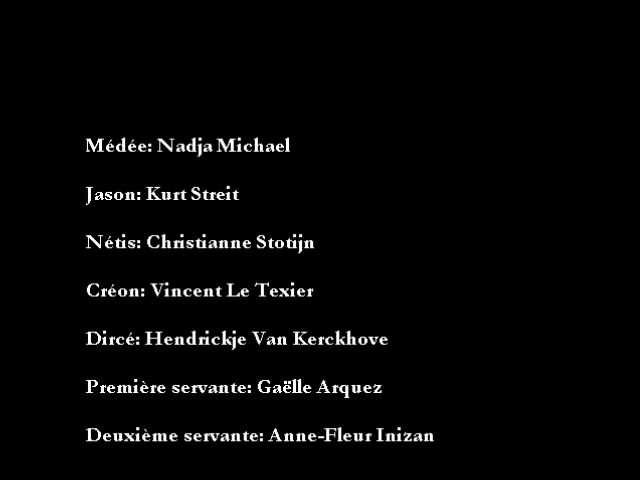 Médée: Nadja Michael
Jason: Kurt Streit
Nétis: Christianne Stotijn
Créon: Vincent Le Texier
Dircé: Hendrickje Van Kerckhove
Première servante: Gaëlle Arquez
Deuxième servante: Anne-Fleur Inizan